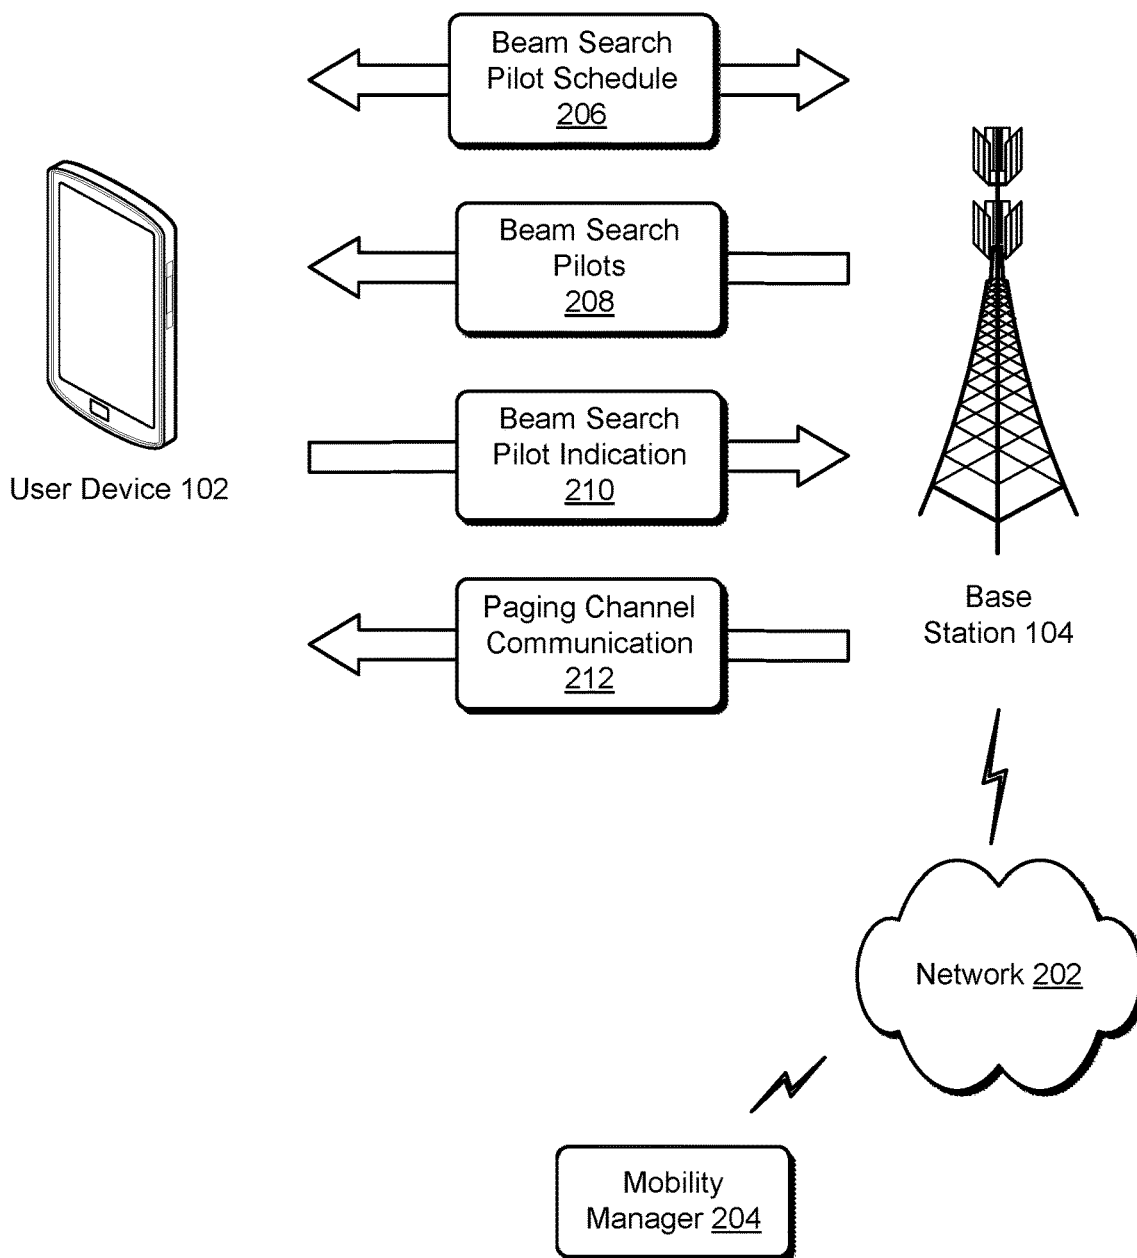 Beam Search
Pilot Schedule
206
Beam Search
Pilots
208
Beam Search
Pilot Indication
210
User Device 102
Paging Channel
Communication
212
Base
Station 104
Network 202
Mobility
Manager 204